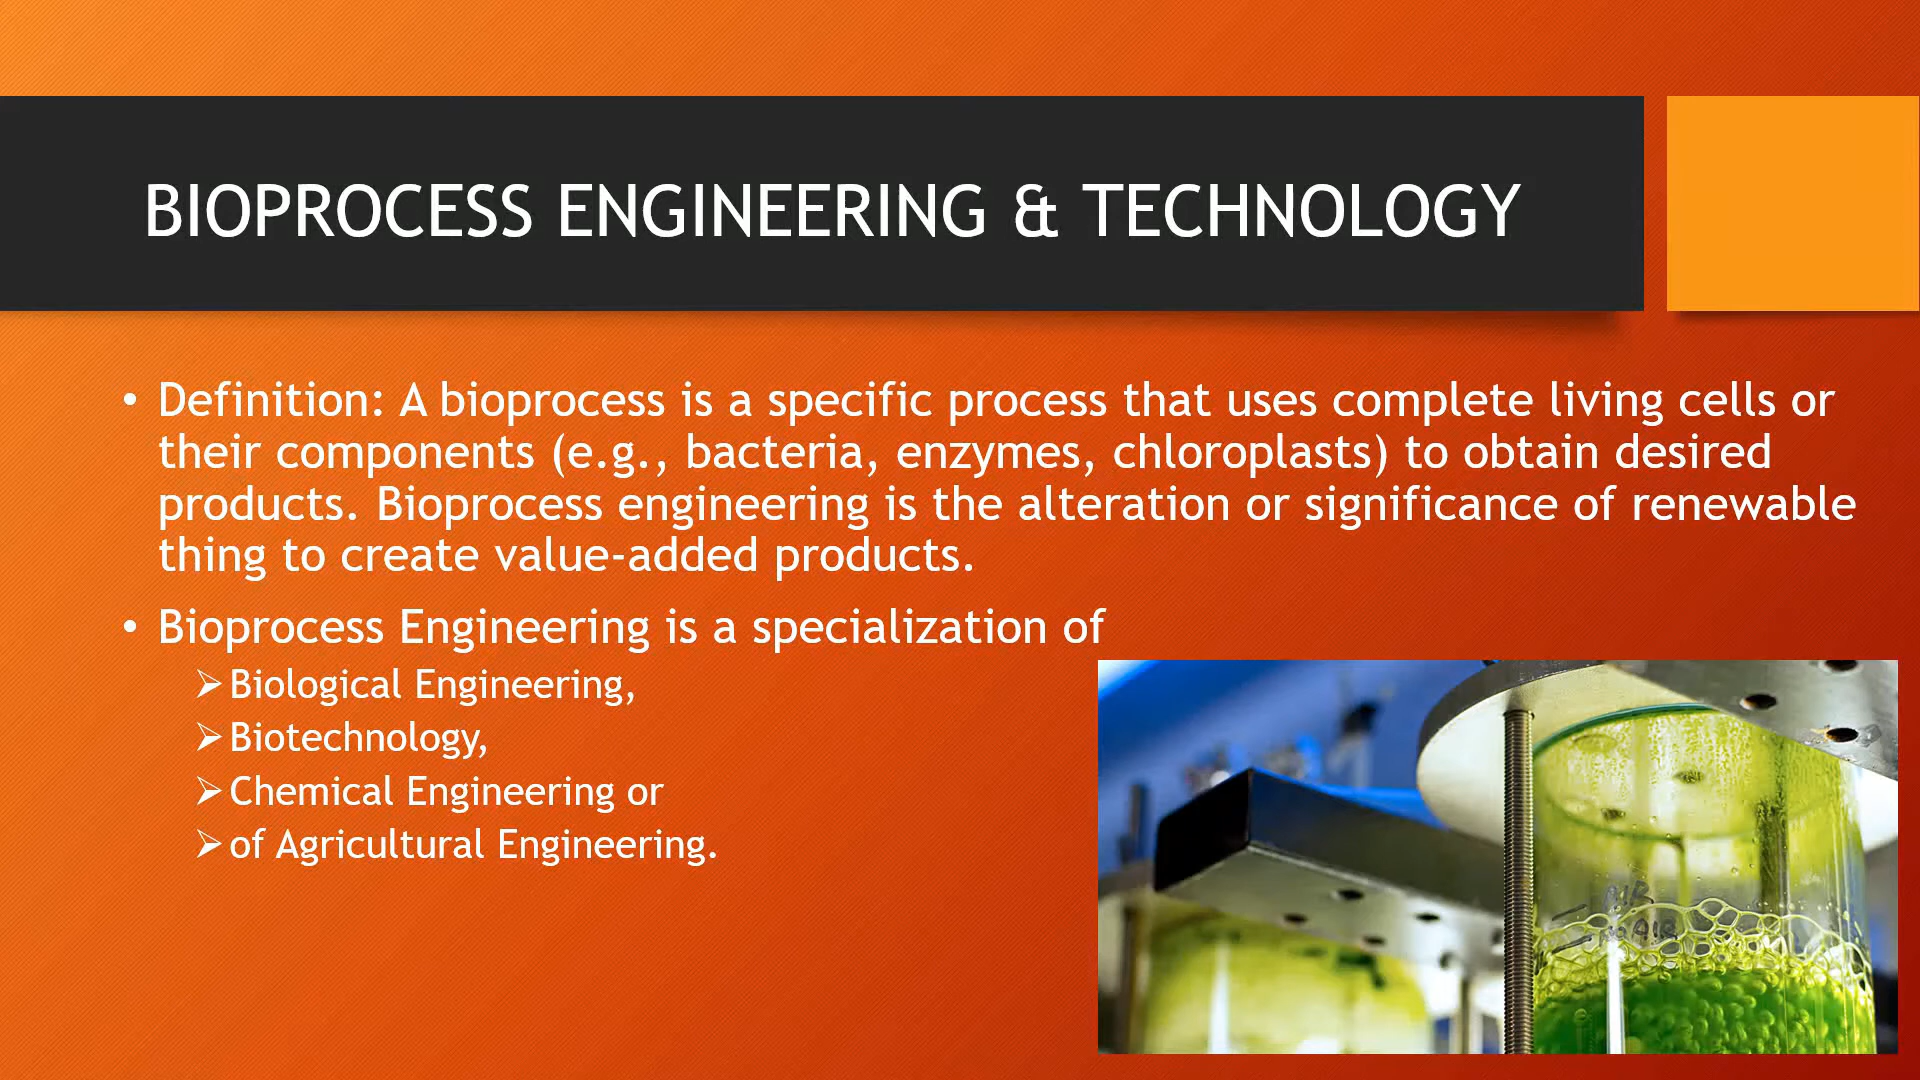 BIOPROCESS ENGINEERING & TECHNOLOGY
• Definition: A bioprocess is a specific process that uses complete living cells or
their components (e.g., bacteria, enzymes, chloroplasts) to obtain desired
products. Bioprocess engineering is the alteration or significance of renewable
thing to create value-added products.
• Bioprocess Engineering is a specialization of
➢ Biological Engineering,
➢ Biotechnology,
➢ Chemical Engineering or
➢ of Agricultural Engineering.
AIR